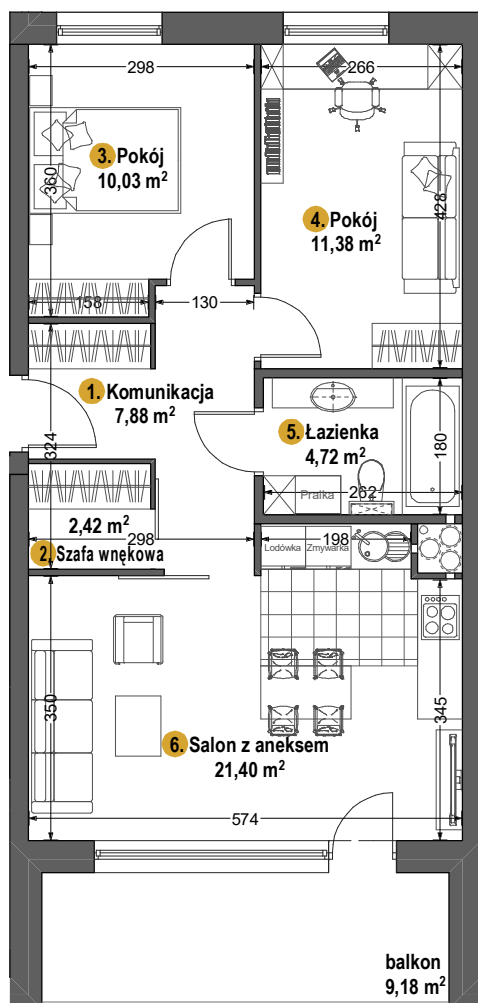 298
266
3. Pokój
10,03 m²
360
428
4. Pokój
11,38 m²
158
130
1. Komunikacja
7,88 m²
324
5. Łazienka
4,72 m²
180
Pralka
262
2,42 m²
298
198
2. Szafa wnękowa
Lodówka
Zmywarka
350
345
6. Salon z aneksem
21,40 m²
574
balkon
9,18 m²